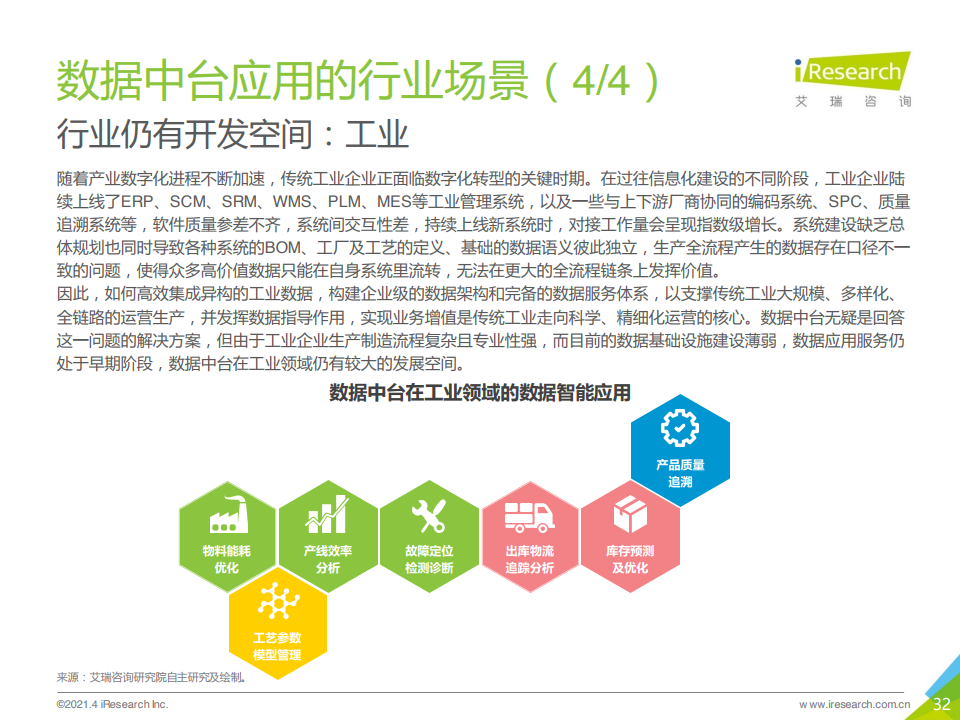 数据中台应用的行业场景（4/4）
iResearch
艾瑞咨询
行业仍有开发空间：工业
随着产业数字化进程不断加速，传统工业企业正面临数字化转型的关键时期。在过往信息化建设的不同阶段，工业企业陆
续上线了ERP、SCM、SRM、WMS、PLM、MES等工业管理系统，以及一些与上下游厂商协同的编码系统、SPC、质量
追溯系统等，软件质量参差不齐，系统间交互性差，持续上线新系统时，对接工作量会呈现指数级增长。系统建设缺乏总
体规划也同时导致各种系统的BOM、工厂及工艺的定义、基础的数据语义彼此独立，生产全流程产生的数据存在口径不一
致的问题，使得众多高价值数据只能在自身系统里流转，无法在更大的全流程链条上发挥价值。
因此，如何高效集成异构的工业数据，构建企业级的数据架构和完备的数据服务体系，以支撑传统工业大规模、多样化、
全链路的运营生产，并发挥数据指导作用，实现业务增值是传统工业走向科学、精细化运营的核心。数据中台无疑是回答
这一问题的解决方案，但由于工业企业生产制造流程复杂且专业性强，而目前的数据基础设施建设薄弱，数据应用服务仍
处于早期阶段，数据中台在工业领域仍有较大的发展空间。
数据中台在工业领域的数据智能应用
产品质量
追溯
物料能耗
优化
产线效率
分析
故障定位
检测诊断
出库物流
追踪分析
库存预测
及优化
工艺参数
模型管理
来源：艾瑞咨询研究院自主研究及绘制。
©2021.4 iResearch Inc.
www.iresearch.com.cn
32